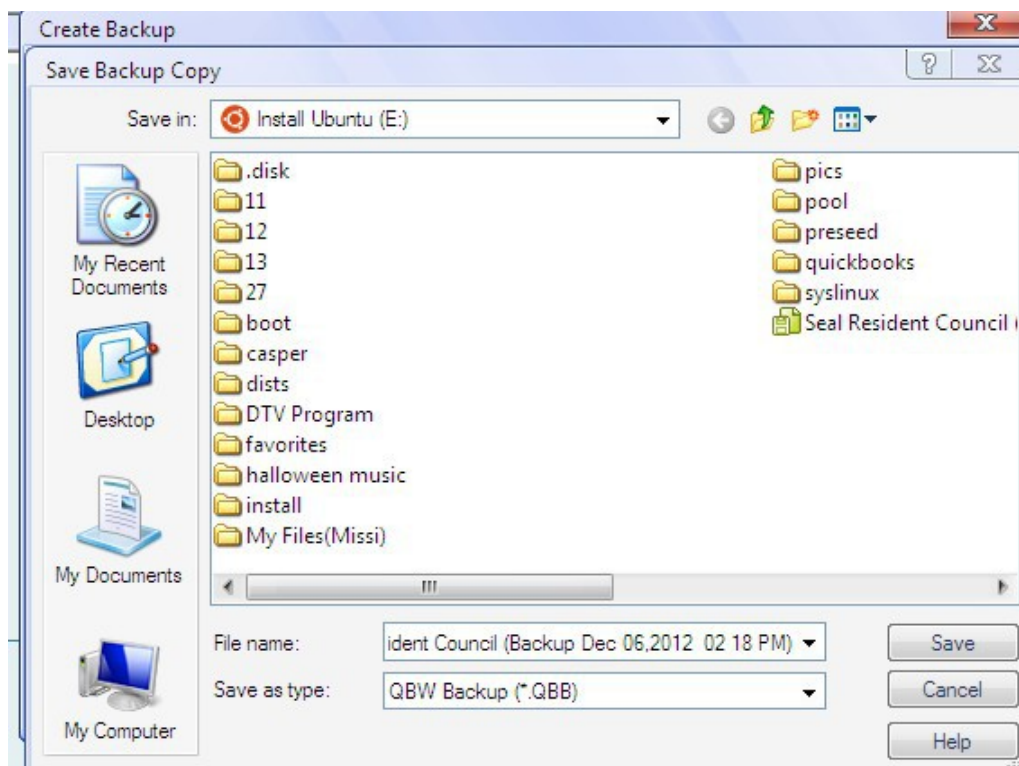 Create Backup
Save Backup Copy
Save in:
Install Ubuntu (E:)
My Recent
Documents
Desktop
My Documents
My Computer
.disk
11
12
13
27
boot
casper
dists
DTV Program
favorites
halloween music
install
My Files(Missi)
pics
pool
preseed
quickbooks
syslinux
Seal Resident Council (
File name:
ident Council (Backup Dec 06,2012 02 18 PM)
Save
Save as type:
QBW Backup (*.QBB)
Cancel
Help